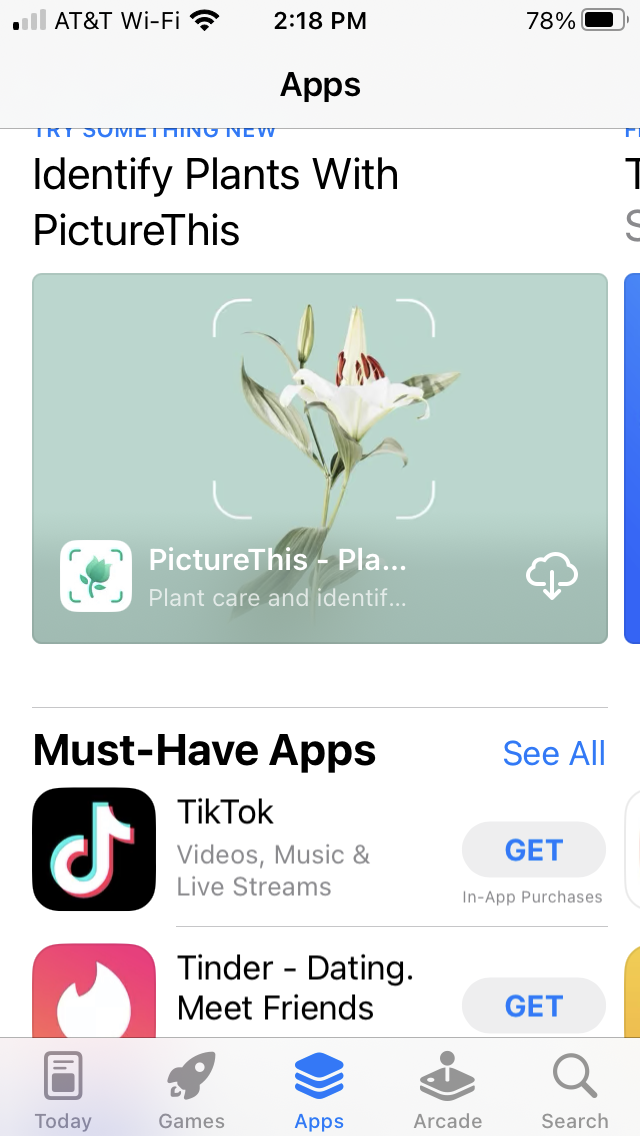 AT&T Wi-Fi 2:18 PM 78%
Apps
TRY SOMETHING NEW
Identify Plants With
PictureThis
PictureThis - Pla...
Plant care and identif...
Must-Have Apps See All
TikTok
Videos, Music &
Live Streams
GET
In-App Purchases
Tinder - Dating.
Meet Friends
GET
Today Games Apps Arcade Search